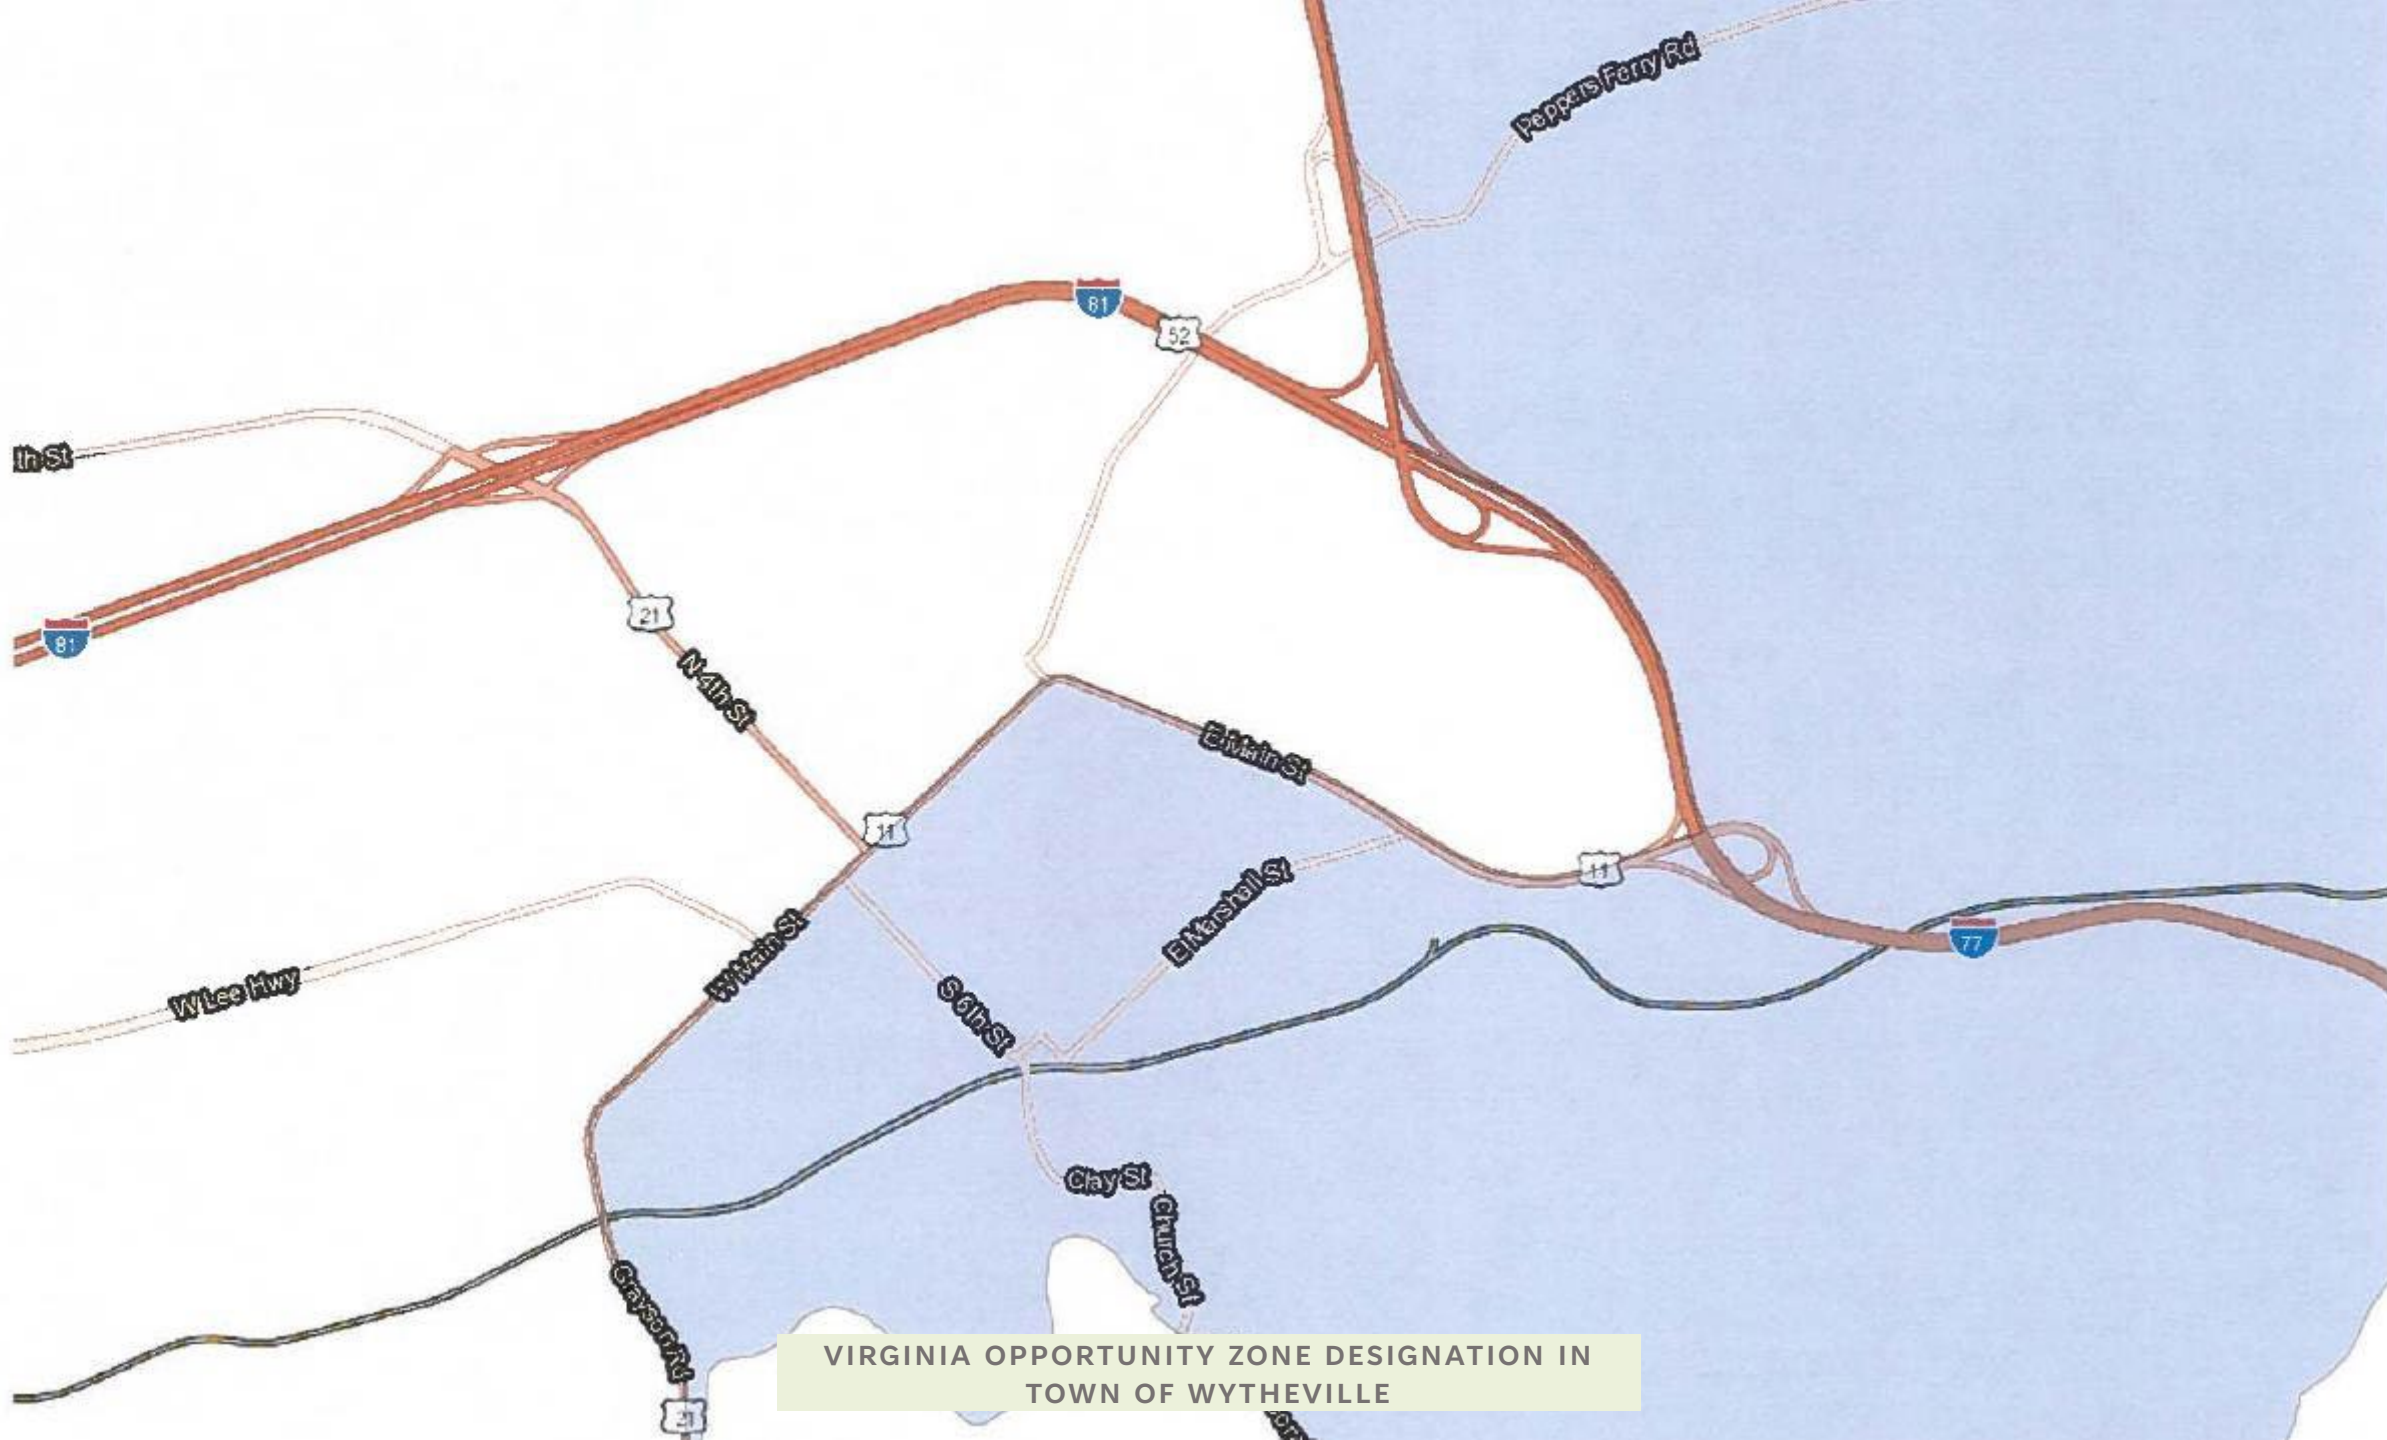 Peppers Ferry Rd
81
52
th St
21
81
N 4th St
E Main St
11
11
E Marshall St
W Main St
77
W Lee Hwy
S 6th St
Clay St
Church St
Grayson Rd
VIRGINIA OPPORTUNITY ZONE DESIGNATION IN
TOWN OF WYTHEVILLE
21